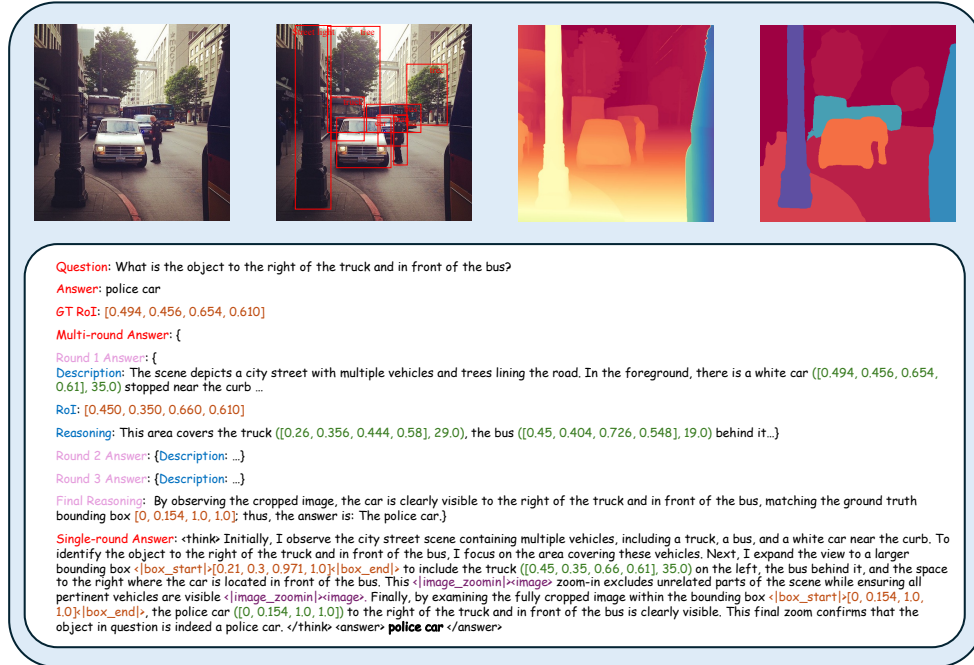 Street light
tree
Question: What is the object to the right of the truck and in front of the bus?
Answer: police car
GT RoI: [0.494, 0.456, 0.654, 0.610]
Multi-round Answer: {
Round 1 Answer: {
Description: The scene depicts a city street with multiple vehicles and trees lining the road. In the foreground, there is a white car ([0.494, 0.456, 0.654,
0.61], 35.0) stopped near the curb ...
RoI: [0.450, 0.350, 0.660, 0.610]
Reasoning: This area covers the truck ([0.26, 0.356, 0.444, 0.58], 29.0), the bus ([0.45, 0.404, 0.726, 0.548], 19.0) behind it...}
Round 2 Answer: {Description: ...}
Round 3 Answer: {Description: ...}
Final Reasoning: By observing the cropped image, the car is clearly visible to the right of the truck and in front of the bus, matching the ground truth
bounding box [0, 0.154, 1.0, 1.0]; thus, the answer is: The police car.}
Single-round Answer: <think> Initially, I observe the city street scene containing multiple vehicles, including a truck, a bus, and a white car near the curb. To
identify the object to the right of the truck and in front of the bus, I focus on the area covering these vehicles. Next, I expand the view to a larger
bounding box <|box_start|>[0.21, 0.3, 0.971, 1.0]<|box_end|> to include the truck ([0.45, 0.35, 0.66, 0.61], 35.0) on the left, the bus behind it, and the space
to the right where the car is located in front of the bus. This <|image_zoomin|><image> zoom-in excludes unrelated parts of the scene while ensuring all
pertinent vehicles are visible <|image_zoomin|><image>. Finally, by examining the fully cropped image within the bounding box <|box_start|>[0, 0.154, 1.0,
1.0]<|box_end|>, the police car ([0, 0.154, 1.0, 1.0]) to the right of the truck and in front of the bus is clearly visible. This final zoom confirms that the
object in question is indeed a police car. </think> <answer> police car </answer>